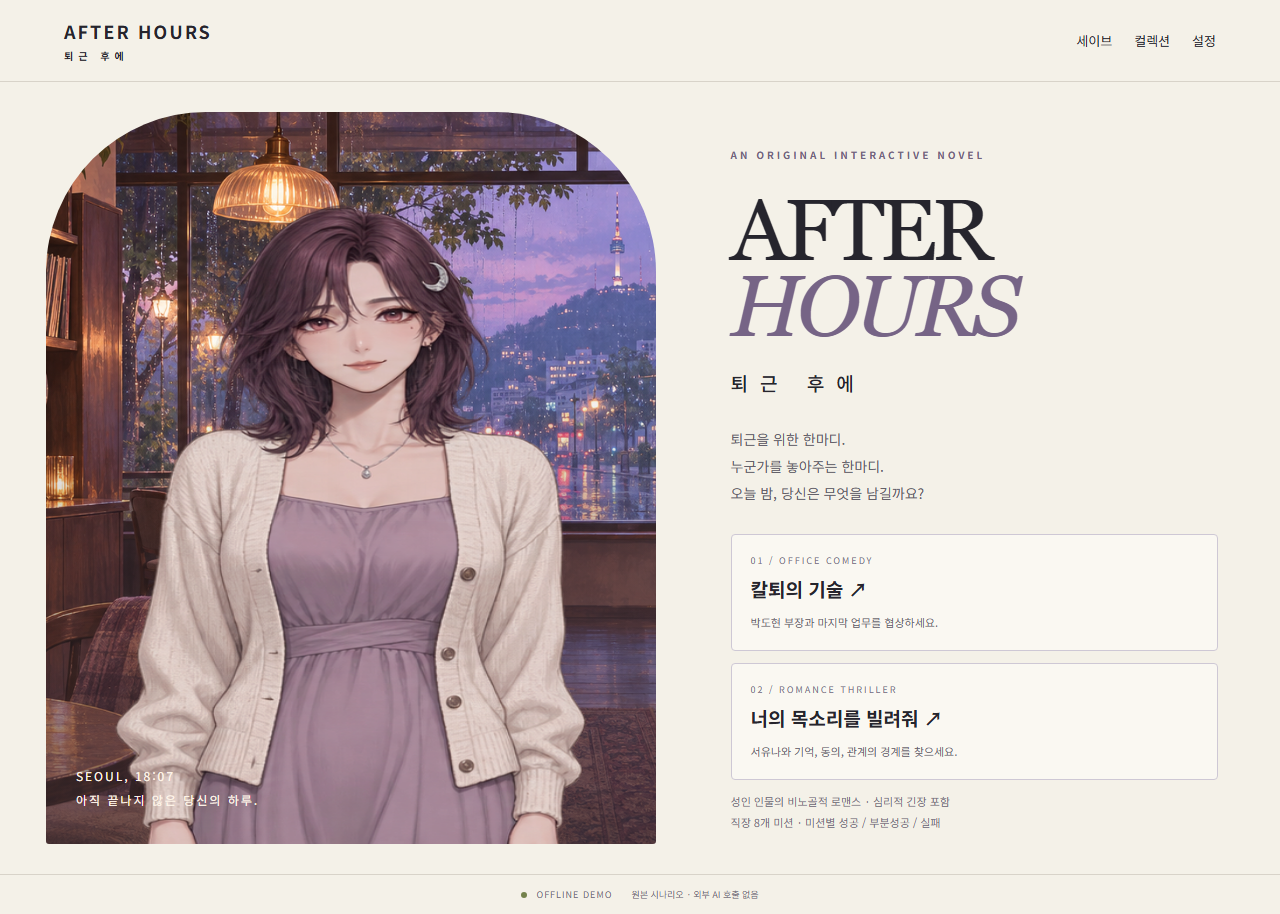 AFTER HOURS
퇴근 후에
세이브 컬렉션 설정
AN ORIGINAL INTERACTIVE NOVEL
AFTER
HOURS
퇴근 후에
퇴근을 위한 한마디.
누군가를 놓아주는 한마디.
오늘 밤, 당신은 무엇을 남길까요?
01 / OFFICE COMEDY
칼퇴의 기술 ↗
박도현 부장과 마지막 업무를 협상하세요.
02 / ROMANCE THRILLER
너의 목소리를 빌려줘 ↗
서유나와 기억, 동의, 관계의 경계를 찾으세요.
성인 인물의 비노골적 로맨스 · 심리적 긴장 포함
직장 8개 미션 · 미션별 성공 / 부분성공 / 실패
SEOUL, 18:07
아직 끝나지 않은 당신의 하루.
OFFLINE DEMO 원본 시나리오 · 외부 AI 호출 없음